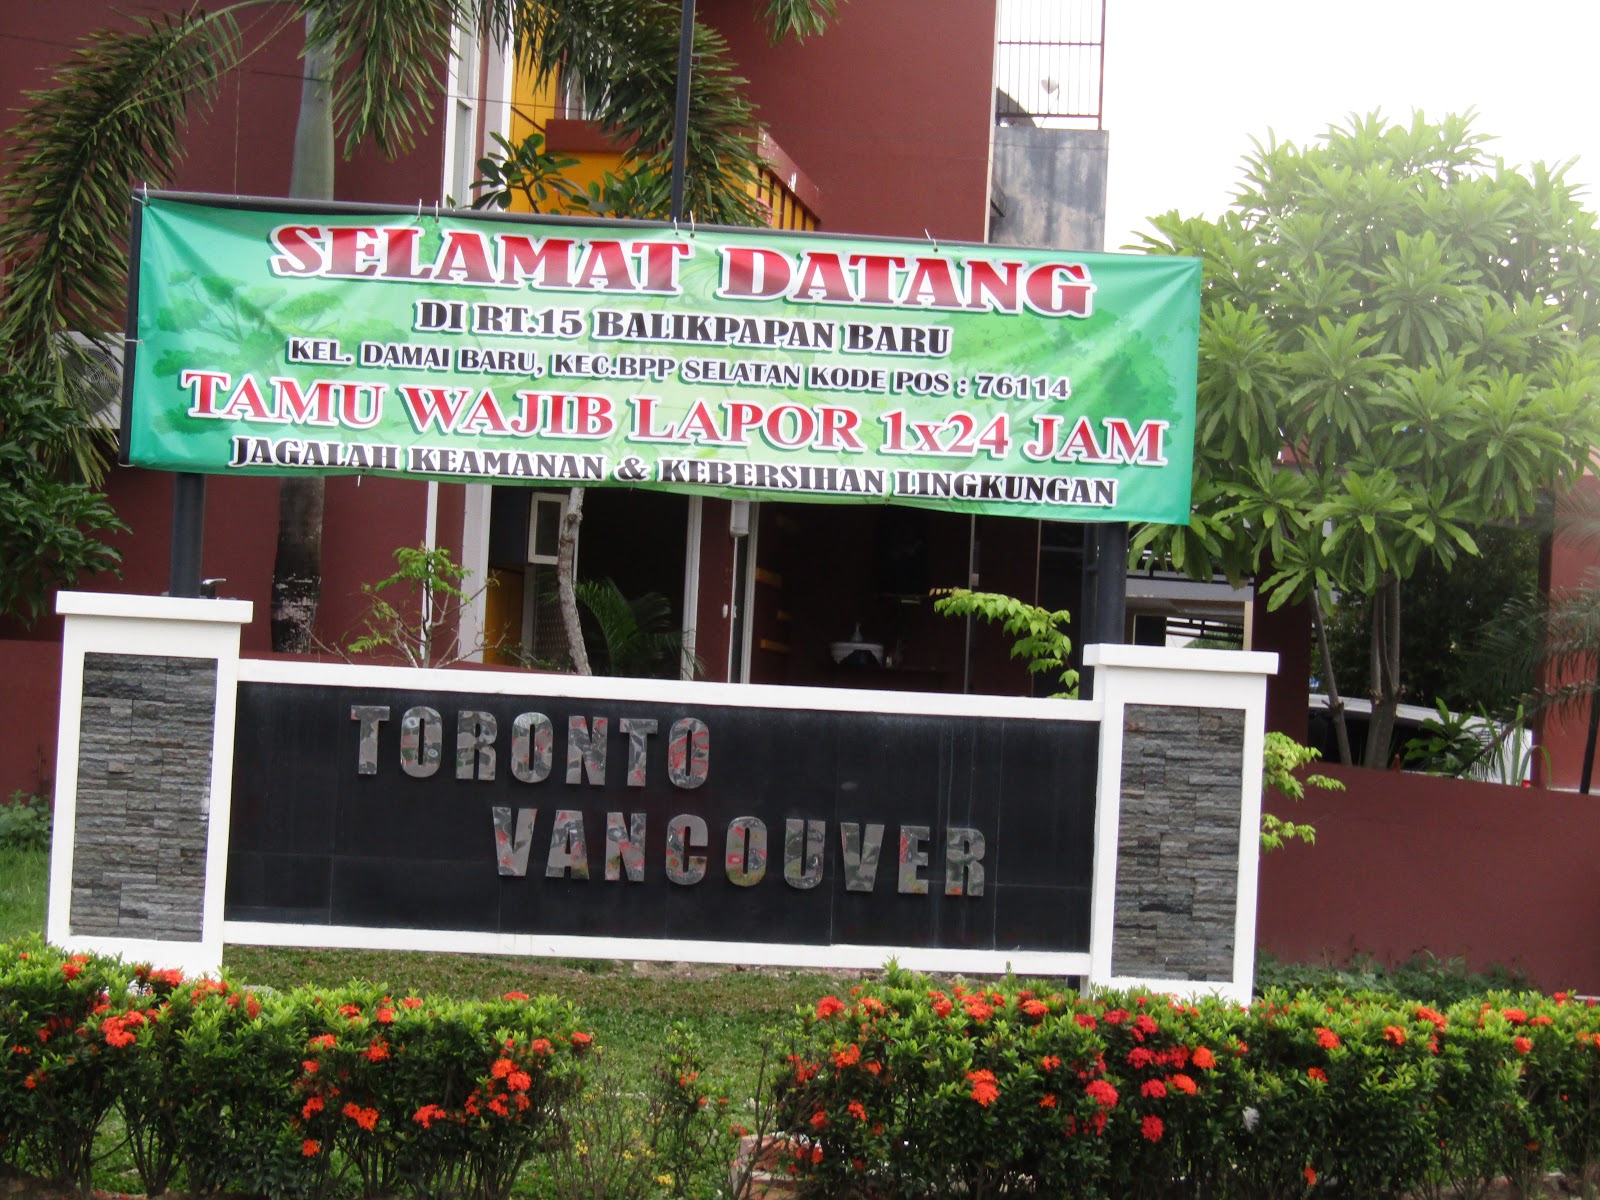 SELAMAT DATANG
DI RT.15 BALIKPAPAN BARU
KEL. DAMAI BARU, KEC.BPP SELATAN KODE POS : 76114
TAMU WAJIB LAPOR 1x24 JAM
JAGALAH KEAMANAN & KEBERSIHAN LINGKUNGAN
TORONTO
VANCOUVER